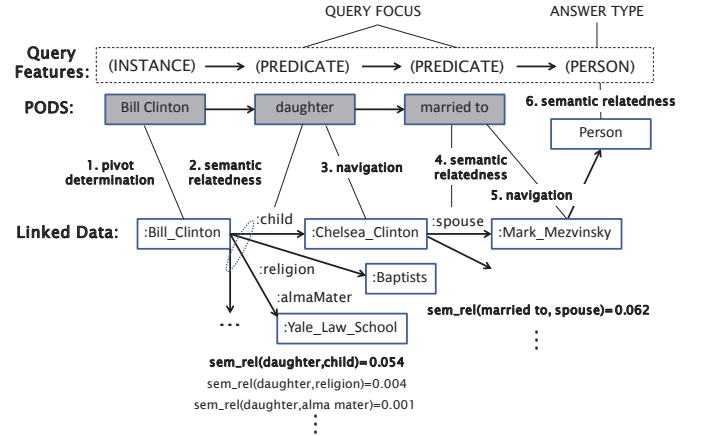 QUERY FOCUS
ANSWER TYPE
Query Features:
(INSTANCE)
(PREDICATE)
(PREDICATE)
(PERSON)
PODS:
Bill Clinton
daughter
married to
6. semantic relatedness
Person
1. pivot
determination
2. semantic
relatedness
3. navigation
4. semantic
relatedness
5. navigation
Linked Data:
:Bill_Clinton
:child
:Chelsea_Clinton
:spouse
:Mark_Mezvinsky
:religion
:Baptists
:almaMater
...
:Yale_Law_School
sem_rel(married to, spouse)=0.062
sem_rel(daughter,child)=0.054
sem_rel(daughter,religion)=0.004
sem_rel(daughter,alma mater)=0.001